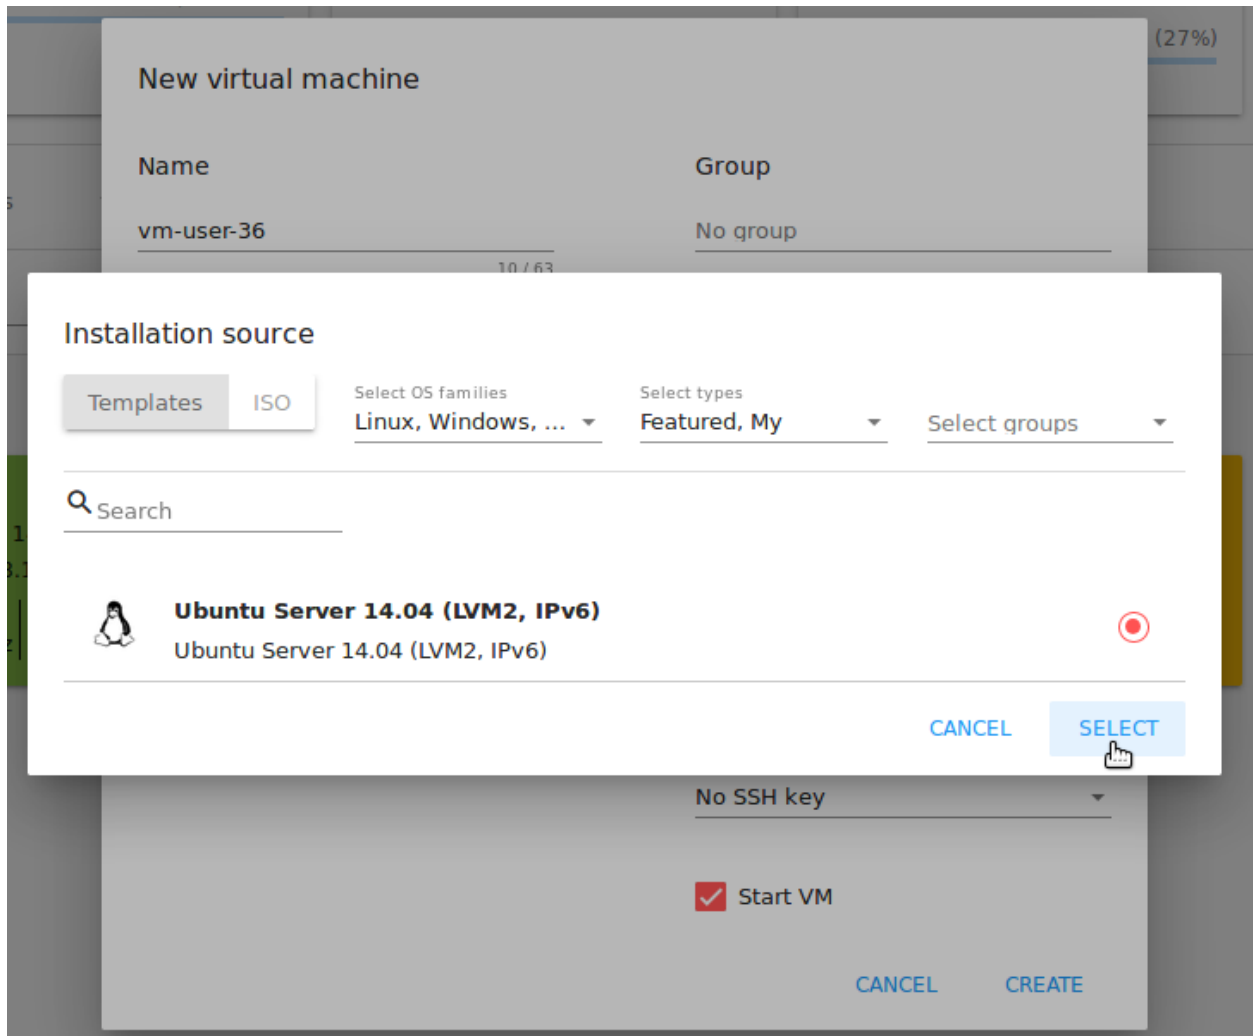 (27%)
New virtual machine
Name
Group
s
vm-user-36
No group
10 / 63
Installation source
Templates
ISO
Select OS families
Linux, Windows, ...
Select types
Featured, My
Select groups
Search
Ubuntu Server 14.04 (LVM2, IPv6)
Ubuntu Server 14.04 (LVM2, IPv6)
CANCEL
SELECT
No SSH key
Start VM
CANCEL
CREATE